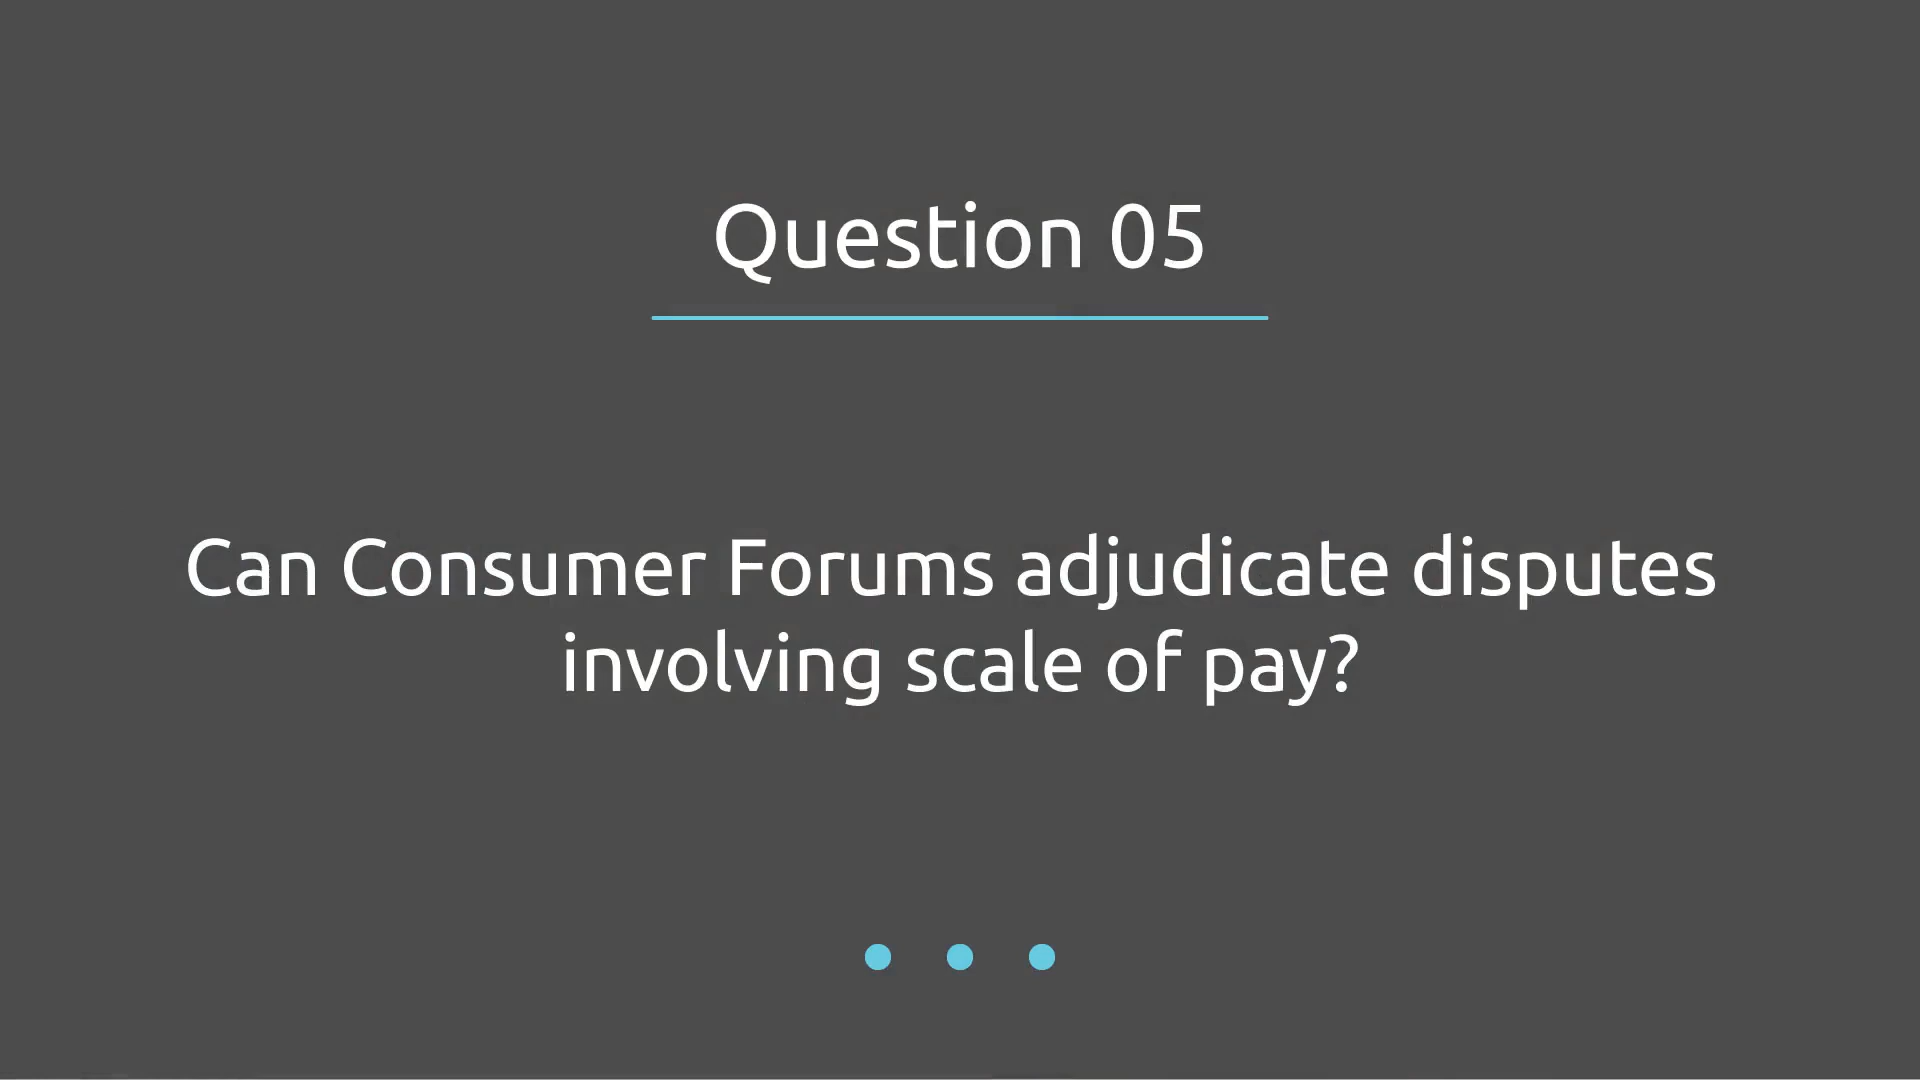 Question 05
Can Consumer Forums adjudicate disputes
involving scale of pay?